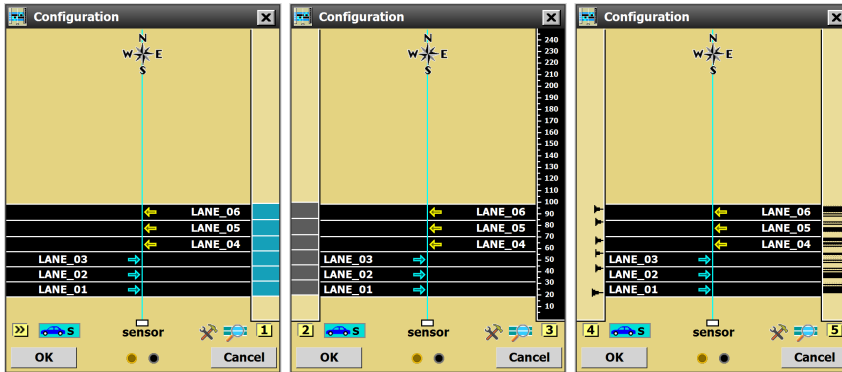 Configuration
N
W E
S
LANE_06
LANE_05
LANE_04
LANE_03
LANE_02
LANE_01
>> S sensor 1
OK Cancel
Configuration
N
W E
S
240
230
220
210
200
190
180
170
160
150
140
130
120
110
100
90
80
70
60
50
40
30
20
10
LANE_06
LANE_05
LANE_04
LANE_03
LANE_02
LANE_01
2 S sensor 3
OK Cancel
Configuration
N
W E
S
LANE_06
LANE_05
LANE_04
LANE_03
LANE_02
LANE_01
4 S sensor 5
OK Cancel